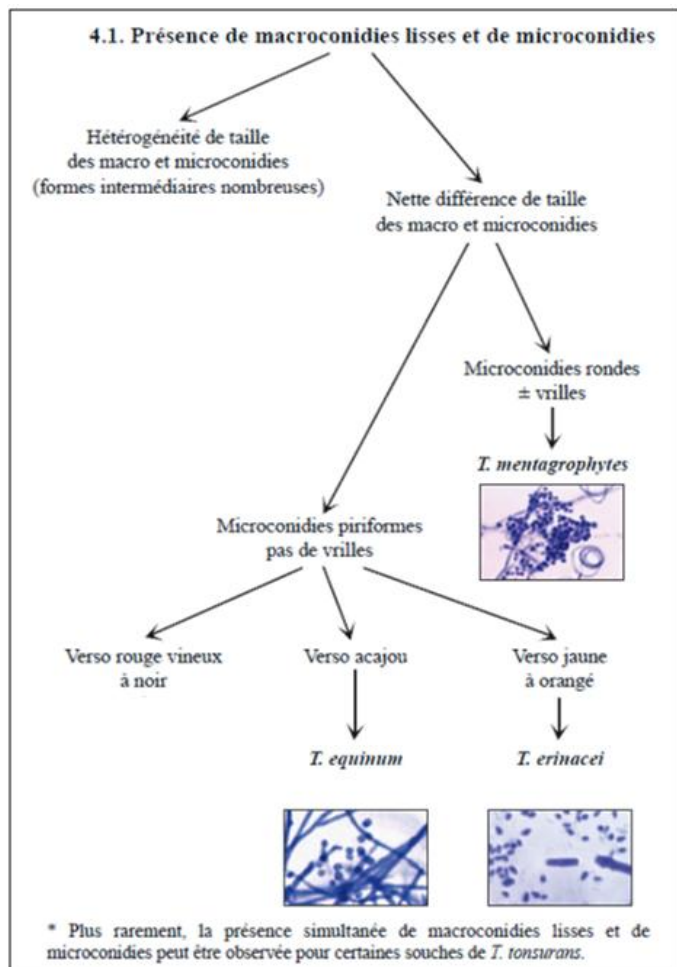 4.1. Présence de macroconidies lisses et de microconidies
Hétérogénéité de taille
des macro et microconidies
(formes intermédiaires nombreuses)
Nette différence de taille
des macro et microconidies
Microconidies rondes
± vrilles
T. mentagrophytes
Microconidies piriformes
pas de vrilles
Verso rouge vineux
à noir
Verso acajou
Verso jaune
à orangé
T. equinum
T. erinacei
* Plus rarement, la présence simultanée de macroconidies lisses et de
microconidies peut être observée pour certaines souches de T. tonsurans.